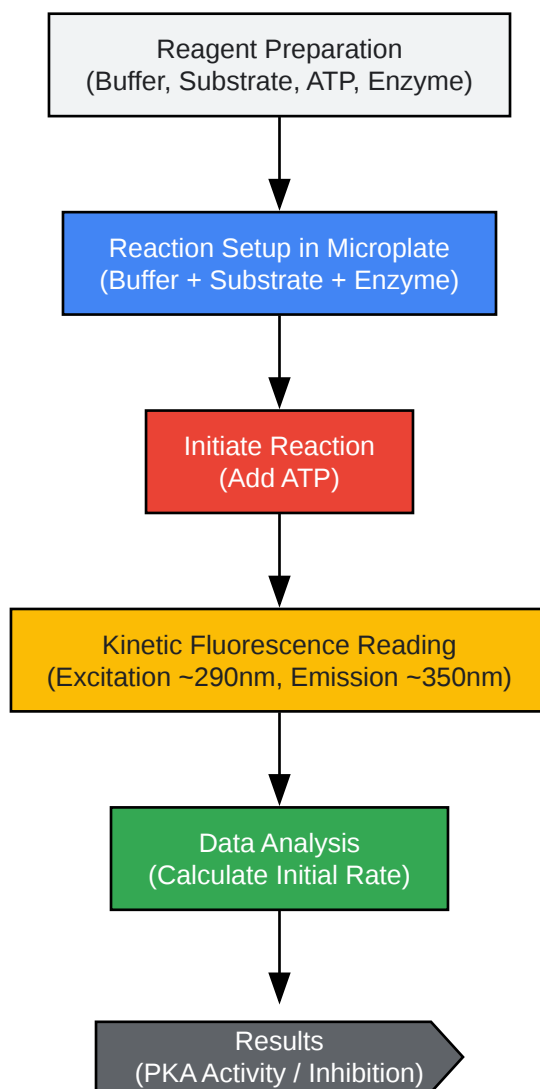 Reagent Preparation
(Buffer, Substrate, ATP, Enzyme)
Reaction Setup in Microplate
(Buffer + Substrate + Enzyme)
Initiate Reaction
(Add ATP)
Kinetic Fluorescence Reading
(Excitation ~290nm, Emission ~350nm)
Data Analysis
(Calculate Initial Rate)
Results
(PKA Activity / Inhibition)